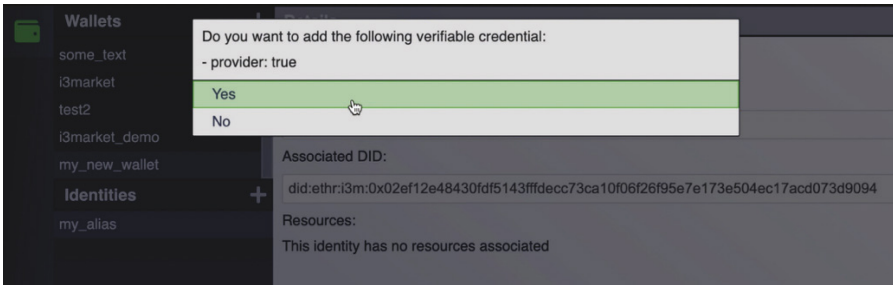 Wallets
Details
Do you want to add the following verifiable credential:
- provider: true
Yes
No
some_text
i3market
test2
i3market_demo
my_new_wallet
Identities
my_alias
Associated DID:
did:ethr:i3m:0x02ef12e48430fdf5143fffdecc73ca10f06f26f95e7e173e504ec17acd073d9094
Resources:
This identity has no resources associated